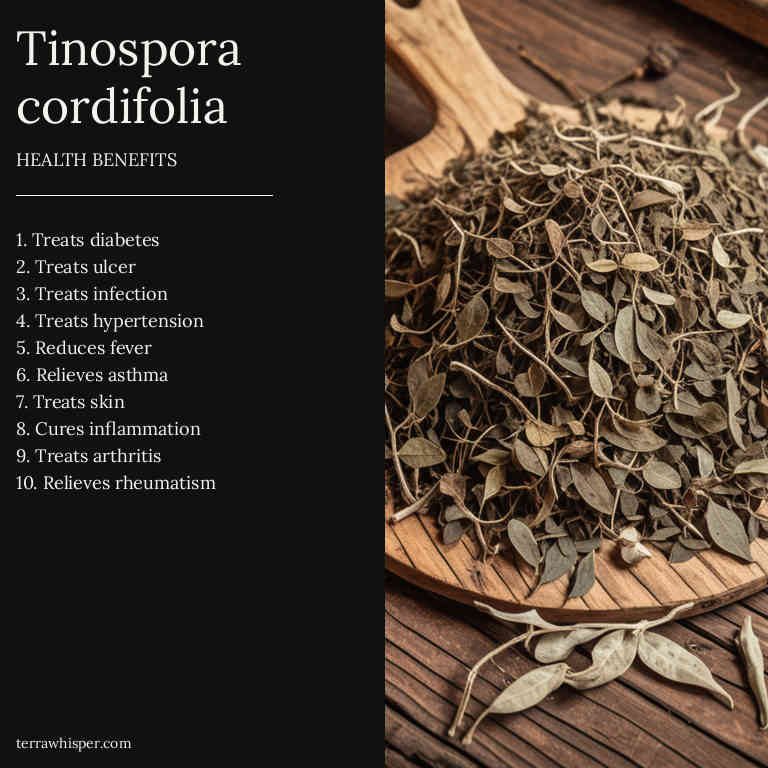 Tinospora
cordifolia
HEALTH BENEFITS
1. Treats diabetes
2. Treats ulcer
3. Treats infection
4. Treats hypertension
5. Reduces fever
6. Relieves asthma
7. Treats skin
8. Cures inflammation
9. Treats arthritis
10. Relieves rheumatism
terrawhisper.com